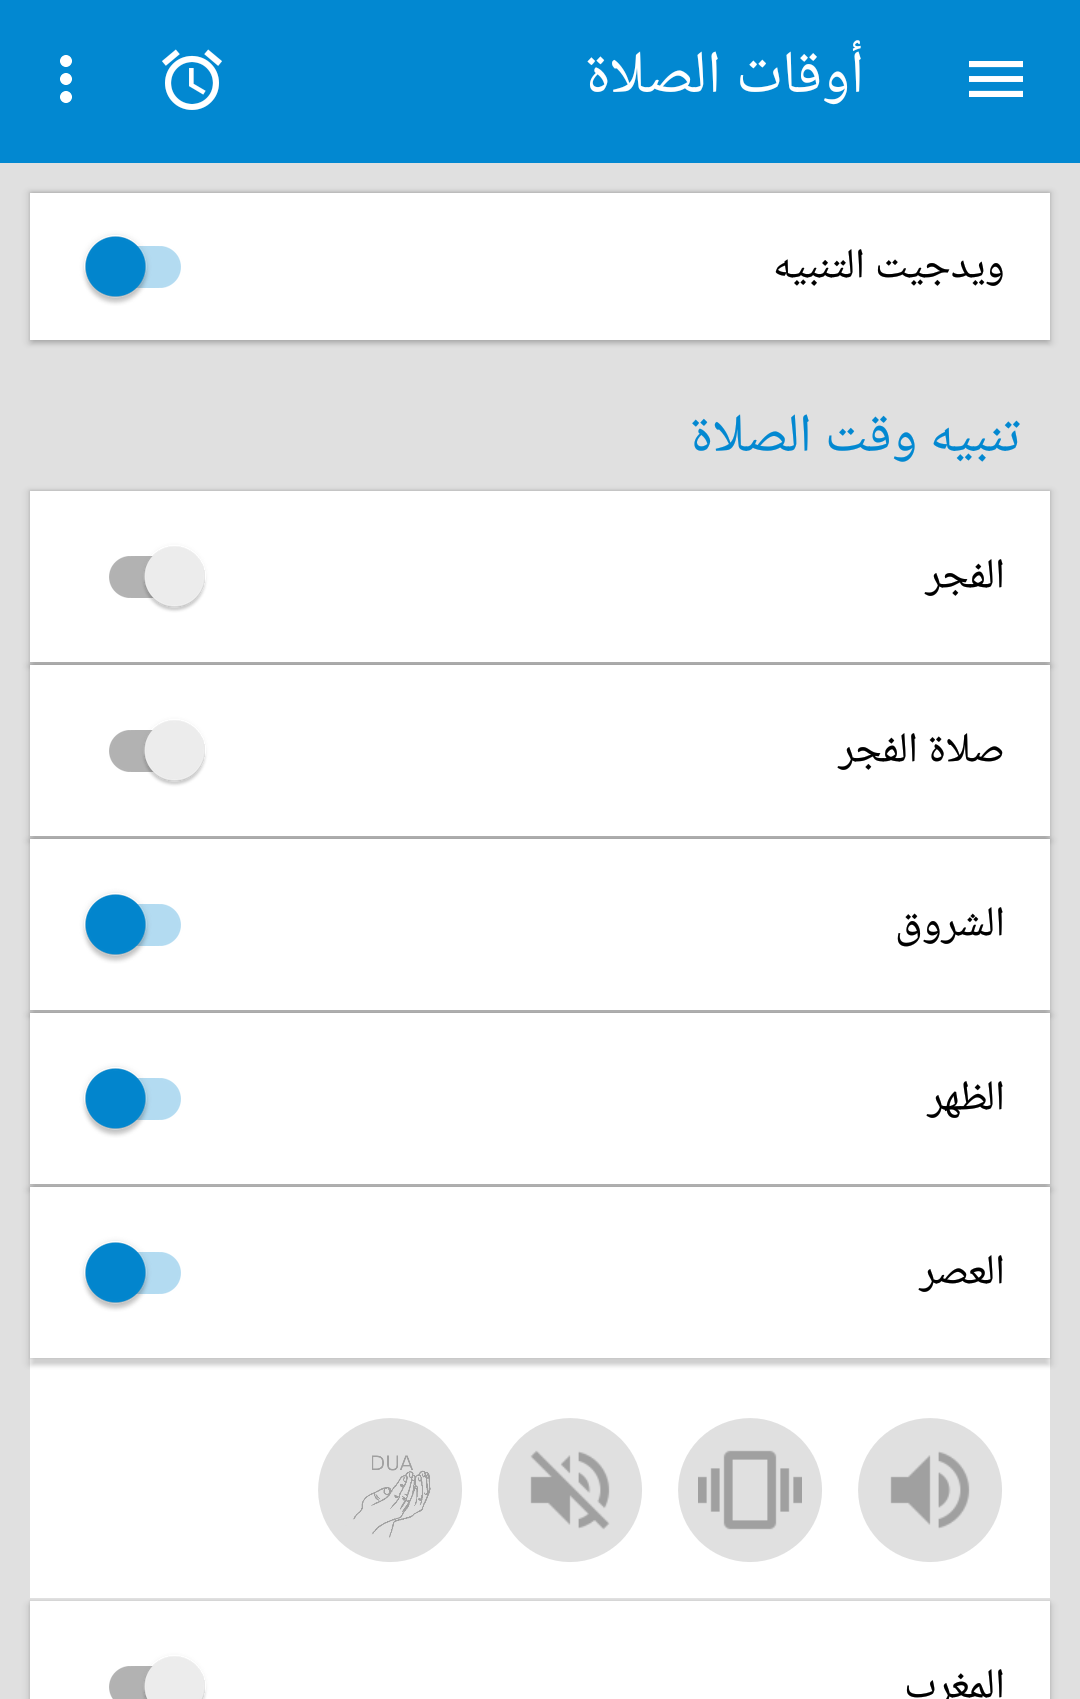 أوقات الصلاة
ويدجيت التنبيه
تنبيه وقت الصلاة
الفجر
صلاة الفجر
الشروق
الظهر
العصر
DUA
المغرب